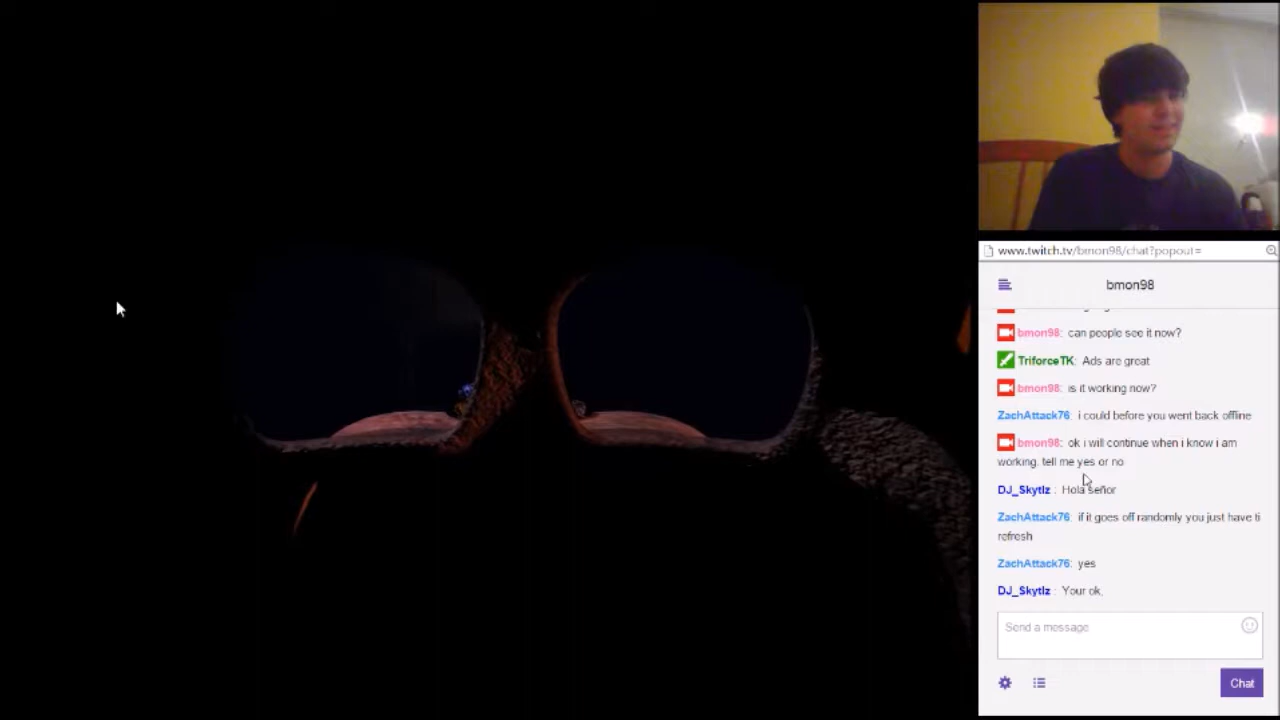 www.twitch.tv/bmon98/chat?popout=
bmon98
bmon98: can people see it now?
TriforceTK: Ads are great
bmon98: is it working now?
ZachAttack76: i could before you went back offline
bmon98: ok i will continue when i know i am
working. tell me yes or no
DJ_Skytlz : Hola señor
ZachAttack76: if it goes off randomly you just have ti
refresh
ZachAttack76: yes
DJ_Skytlz : Your ok.
Send a message
Chat